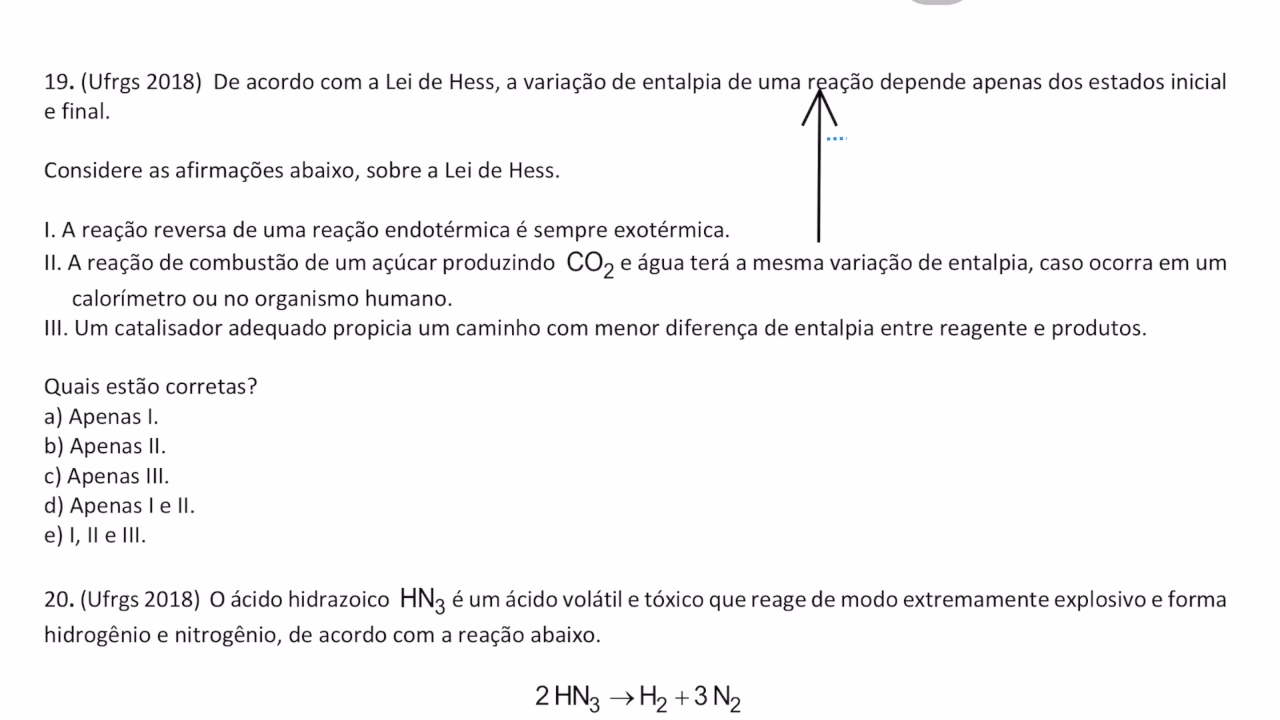 19. (Ufrgs 2018) De acordo com a Lei de Hess, a variação de entalpia de uma reação depende apenas dos estados inicial
e final.
Considere as afirmações abaixo, sobre a Lei de Hess.
I. A reação reversa de uma reação endotérmica é sempre exotérmica.
II. A reação de combustão de um açúcar produzindo CO₂ e água terá a mesma variação de entalpia, caso ocorra em um
calorímetro ou no organismo humano.
III. Um catalisador adequado propicia um caminho com menor diferença de entalpia entre reagente e produtos.
Quais estão corretas?
a) Apenas I.
b) Apenas II.
c) Apenas III.
d) Apenas I e II.
e) I, II e III.
20. (Ufrgs 2018) O ácido hidrazoico HN₃ é um ácido volátil e tóxico que reage de modo extremamente explosivo e forma
hidrogênio e nitrogênio, de acordo com a reação abaixo.
2 HN₃ → H₂ + 3 N₂